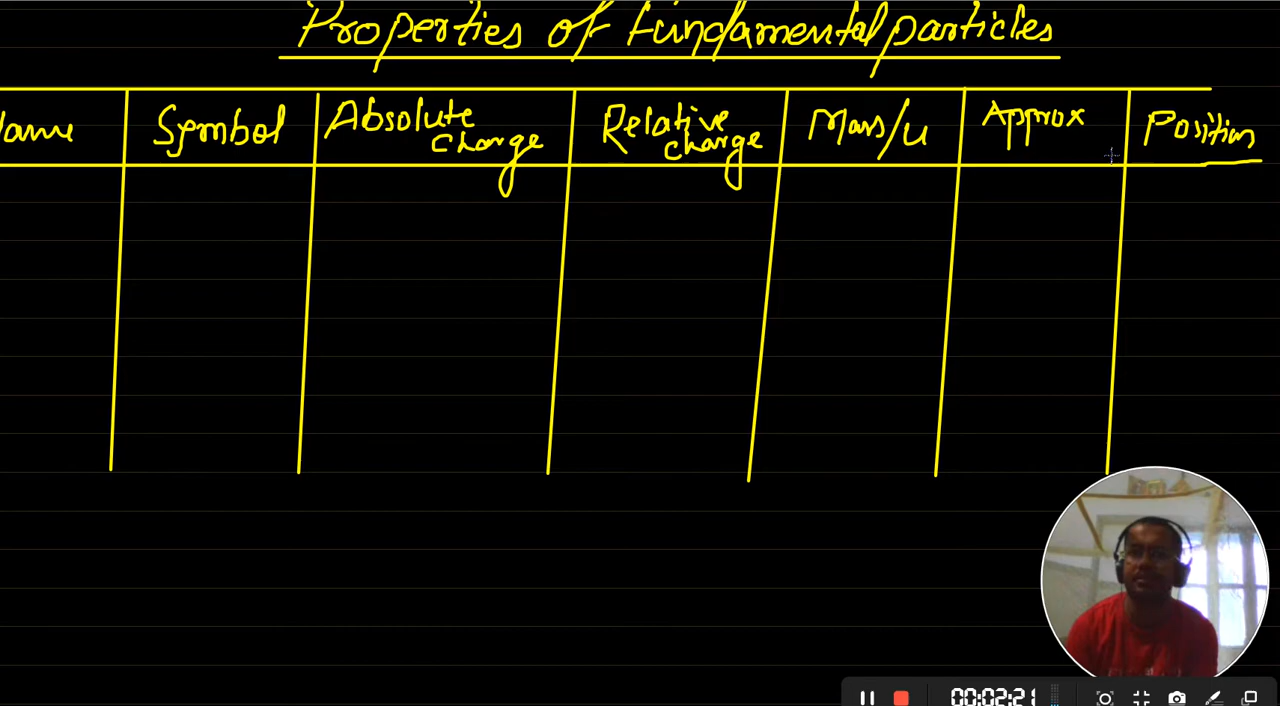 Properties of Fundamental particles
Name Symbol Absolute charge Relative charge Mass/u Approx Position
00:02:21